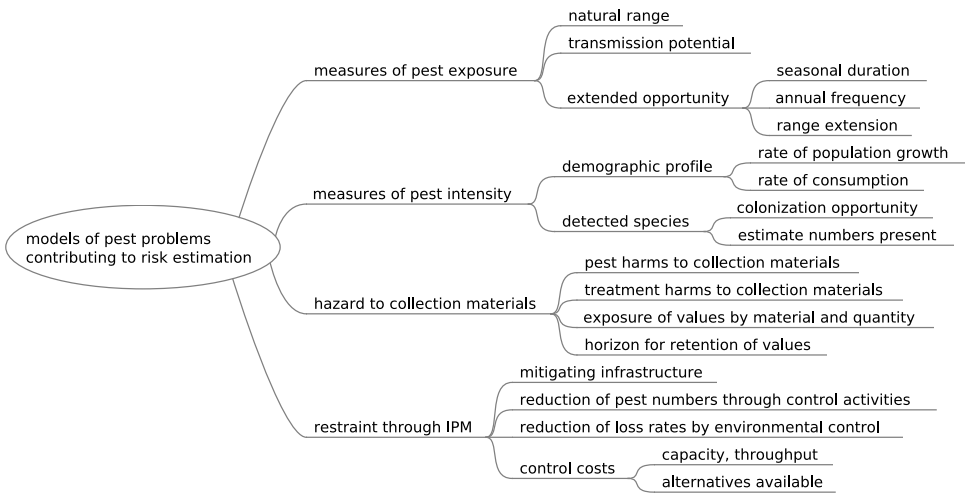 models of pest problems
contributing to risk estimation
measures of pest exposure
natural range
transmission potential
extended opportunity
seasonal duration
annual frequency
range extension
measures of pest intensity
demographic profile
rate of population growth
rate of consumption
detected species
colonization opportunity
estimate numbers present
hazard to collection materials
pest harms to collection materials
treatment harms to collection materials
exposure of values by material and quantity
horizon for retention of values
restraint through IPM
mitigating infrastructure
reduction of pest numbers through control activities
reduction of loss rates by environmental control
control costs
capacity, throughput
alternatives available